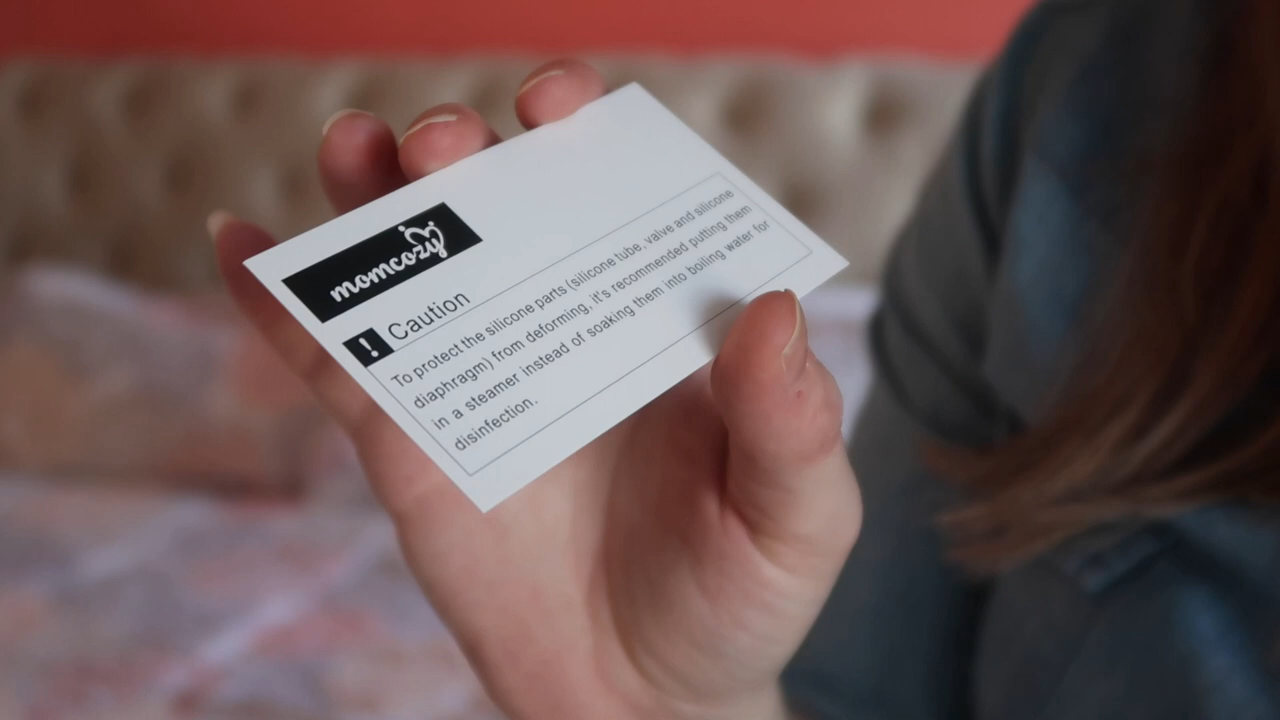 momcozy
! Caution
To protect the silicone parts (silicone tube, valve and silicone
diaphragm) from deforming, it's recommended putting them
in a steamer instead of soaking them into boiling water for
disinfection.